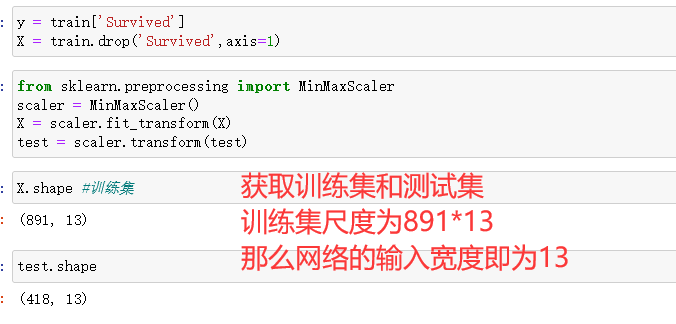 : y = train['Survived']
X = train.drop('Survived',axis=1)
: from sklearn.preprocessing import MinMaxScaler
scaler = MinMaxScaler()
X = scaler.fit_transform(X)
test = scaler.transform(test)
: X.shape #训练集
: (891, 13)
获取训练集和测试集
训练集尺度为891*13
那么网络的输入宽度即为13
: test.shape
: (418, 13)